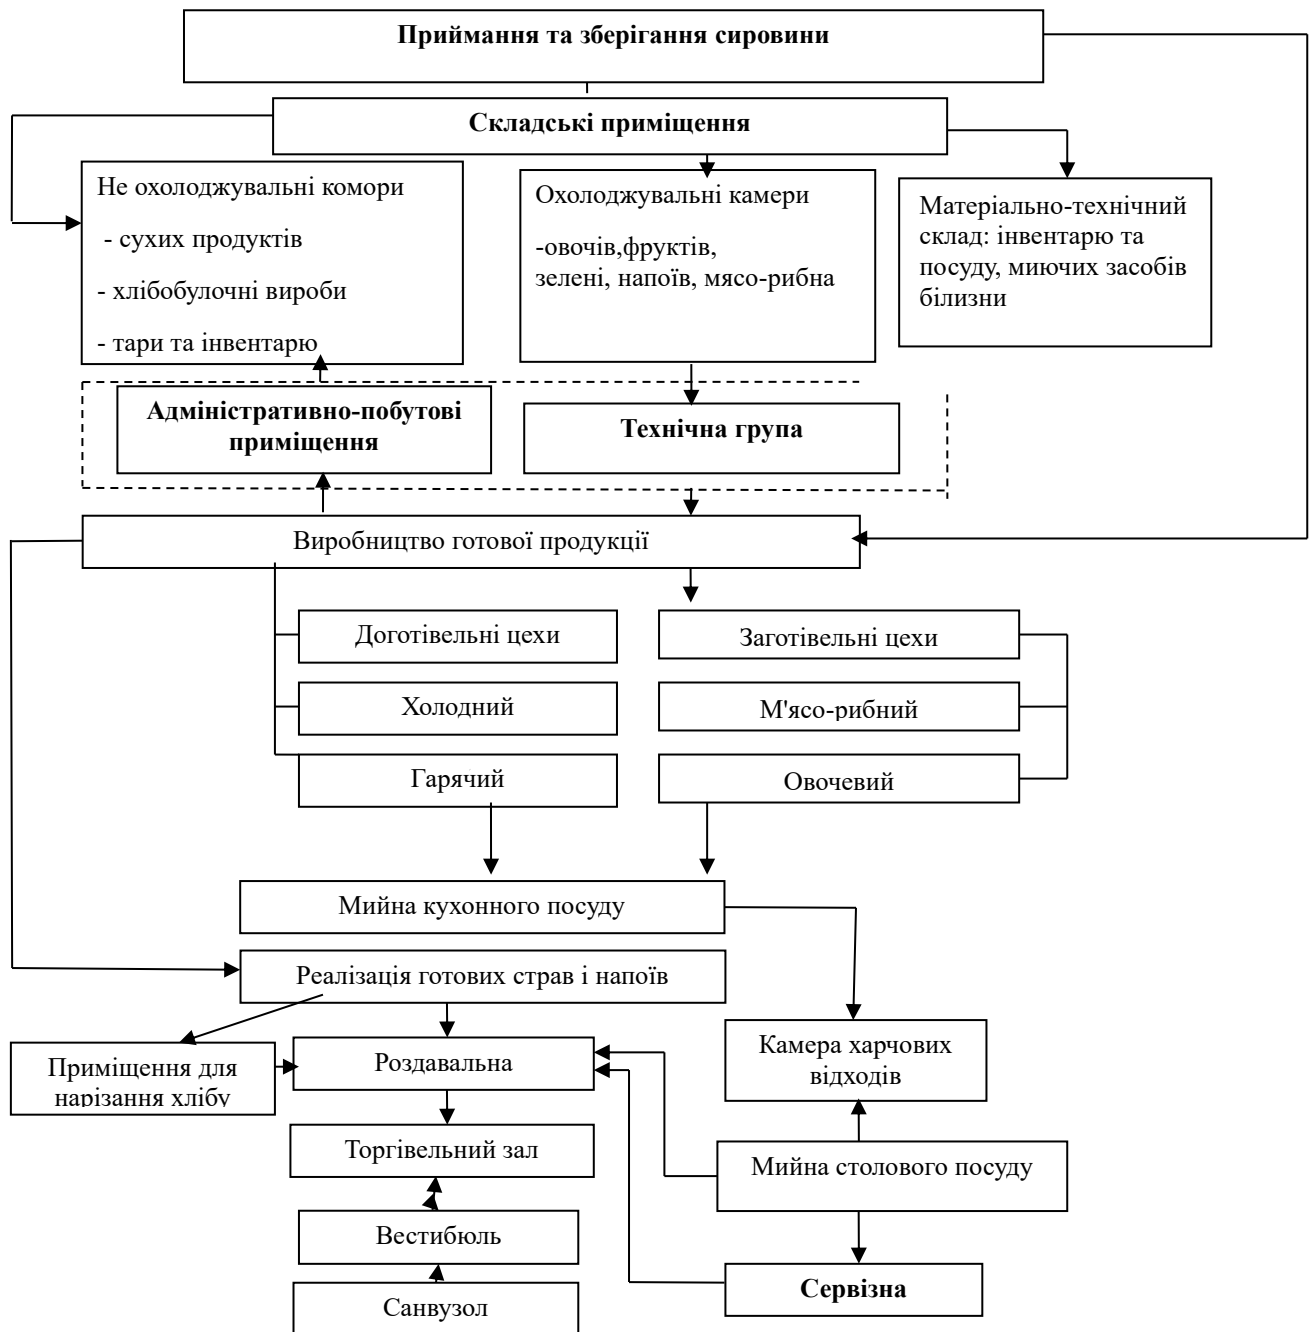 Приймання та зберігання сировини
Складські приміщення
Не охолоджувальні комори
- сухих продуктів
- хлібобулочні вироби
- тари та інвентарю
Охолоджувальні камери
-овочів,фруктів,
зелені, напоїв, мясо-рибна
Матеріально-технічний
склад: інвентарю та
посуду, миючих засобів
білизни
Адміністративно-побутові
приміщення
Технічна група
Виробництво готової продукції
Доготівельні цехи
Заготівельні цехи
Холодний
М'ясо-рибний
Гарячий
Овочевий
Мийна кухонного посуду
Реалізація готових страв і напоїв
Приміщення для
нарізання хлібу
Роздавальна
Камера харчових
відходів
Торгівельний зал
Мийна столового посуду
Вестибюль
Сервізна
Санвузол